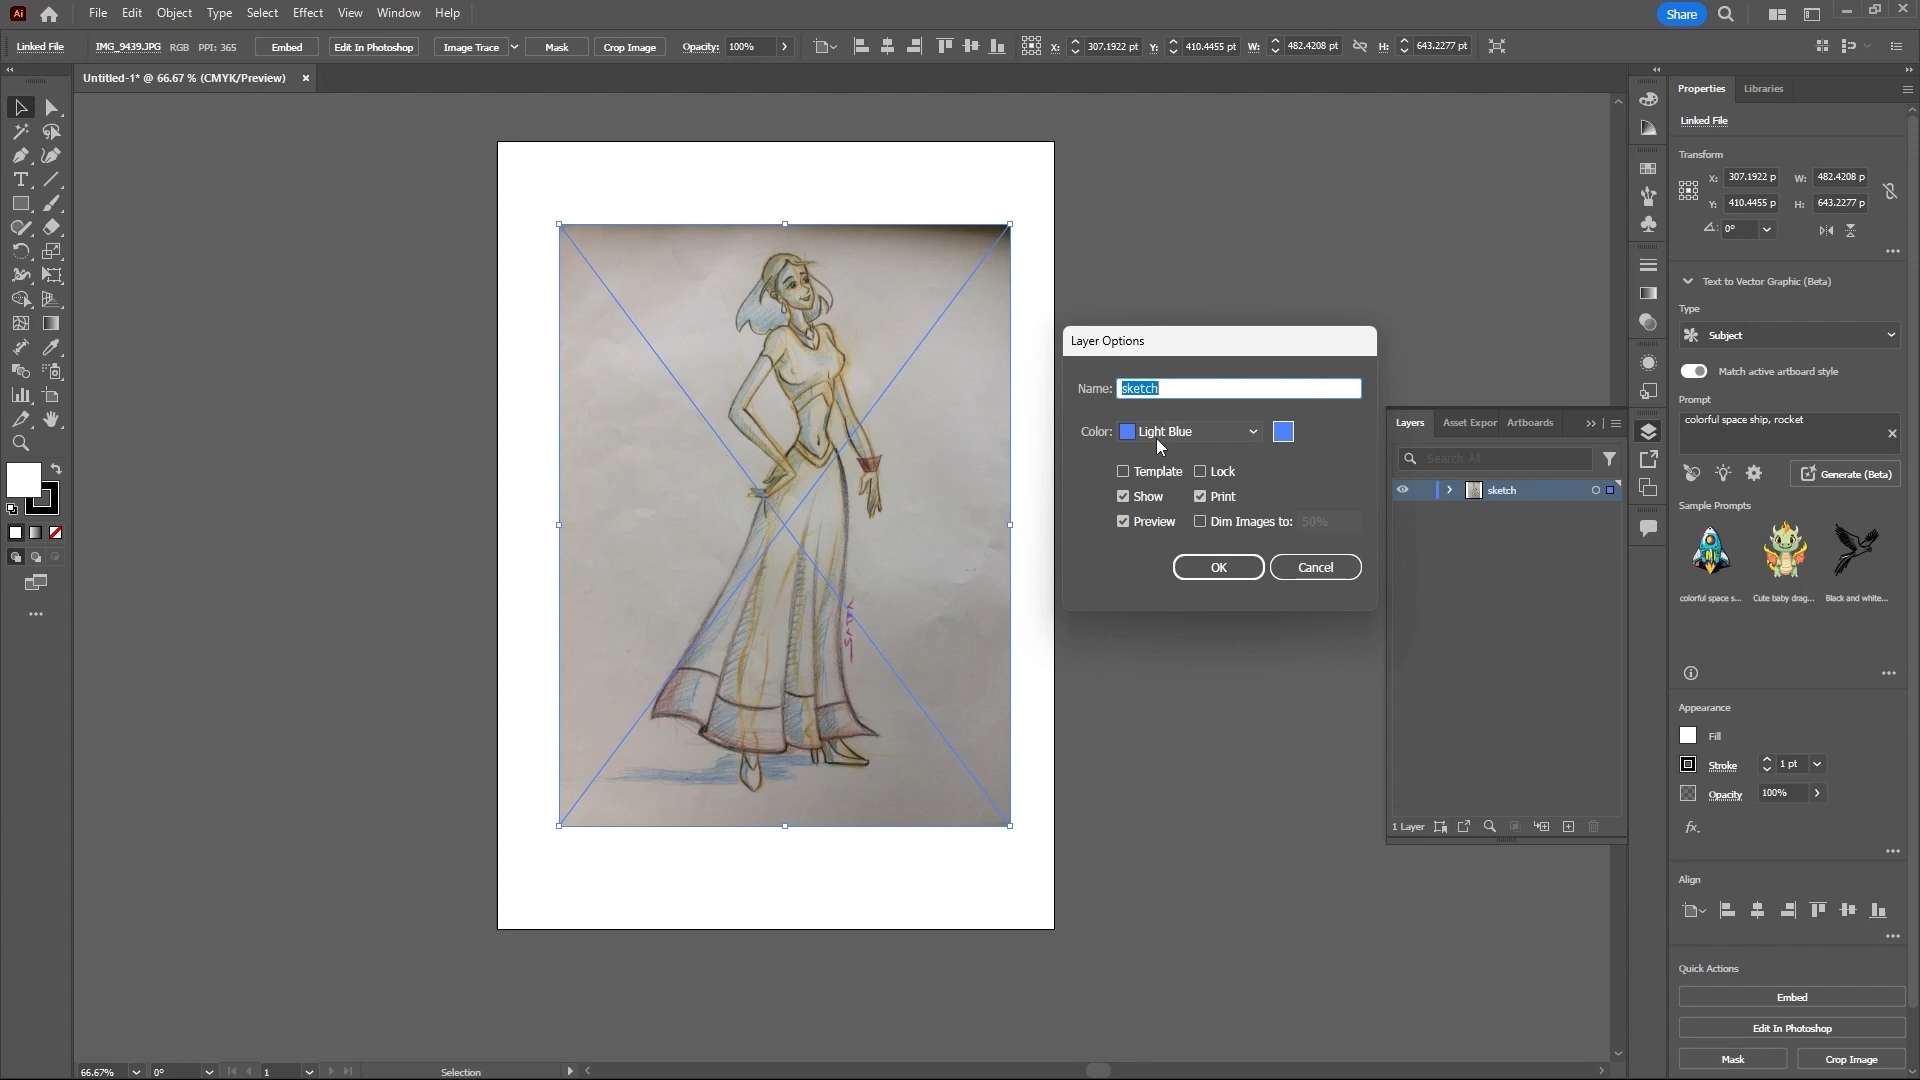 Ai File Edit Object Type Select Effect View Window Help Share
Linked File IMG_9439.JPG RGB PPI: 365 Embed Edit In Photoshop Image Trace Mask Crop Image Opacity: 100% X: 307.1922 pt Y: 410.4455 pt W: 482.4208 pt H: 643.2277 pt
Untitled-1* @ 66.67 % (CMYK/Preview) ×
Layer Options
Name: sketch
Color: Light Blue
Template Lock
Show Print
Preview Dim Images to: 50%
OK Cancel
Layers Asset Expor Artboards
Search All
sketch
1 Layer
Properties Libraries
Linked File
Transform
X: 307.1922 p W: 482.4208 p
Y: 410.4455 p H: 643.2277 p
0°
Text to Vector Graphic (Beta)
Type
Subject
Match active artboard style
Prompt
colorful space ship, rocket
Generate (Beta)
Sample Prompts
colorful space s... Cute baby drag... Black and white...
Appearance
Fill
Stroke 1 pt
Opacity 100%
fx.
Align
Quick Actions
Embed
Edit In Photoshop
Mask Crop Image
66.67% 0° 1 Selection